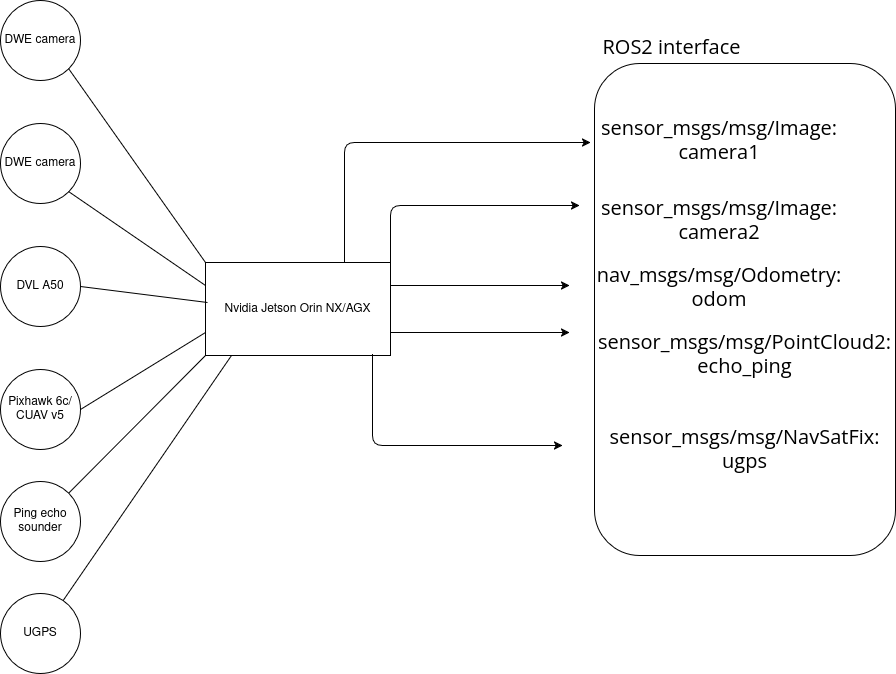 DWE camera
DWE camera
DVL A50
Pixhawk 6c/
CUAV v5
Ping echo
sounder
UGPS
Nvidia Jetson Orin NX/AGX
ROS2 interface
sensor_msgs/msg/Image:
camera1
sensor_msgs/msg/Image:
camera2
nav_msgs/msg/Odometry:
odom
sensor_msgs/msg/PointCloud2:
echo_ping
sensor_msgs/msg/NavSatFix:
ugps